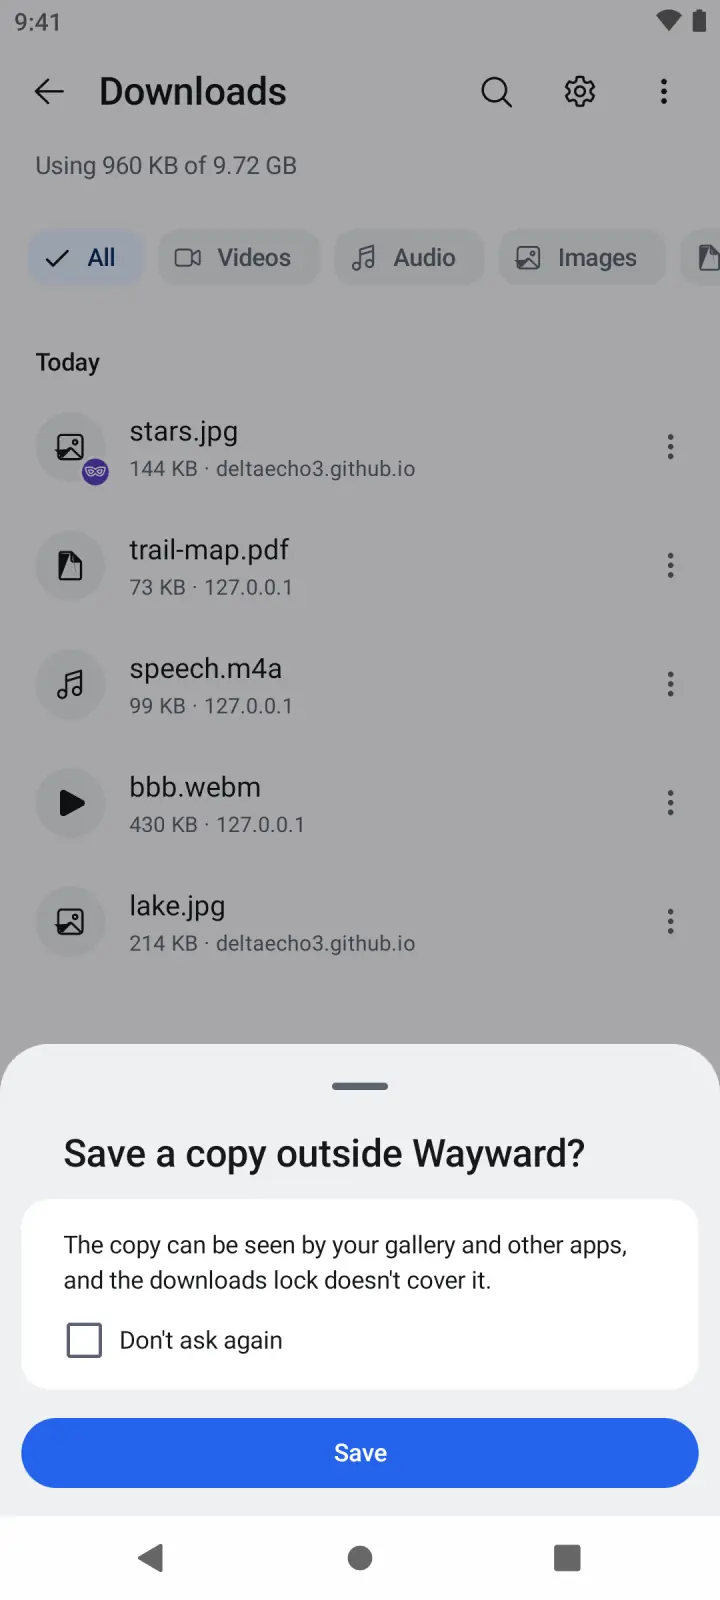 9:41
Downloads
Using 960 KB of 9.72 GB
All
Videos
Audio
Images
Today
stars.jpg
144 KB · deltaecho3.github.io
trail-map.pdf
73 KB · 127.0.0.1
speech.m4a
99 KB · 127.0.0.1
bbb.webm
430 KB · 127.0.0.1
lake.jpg
214 KB · deltaecho3.github.io
Save a copy outside Wayward?
The copy can be seen by your gallery and other apps,
and the downloads lock doesn't cover it.
Don't ask again
Save